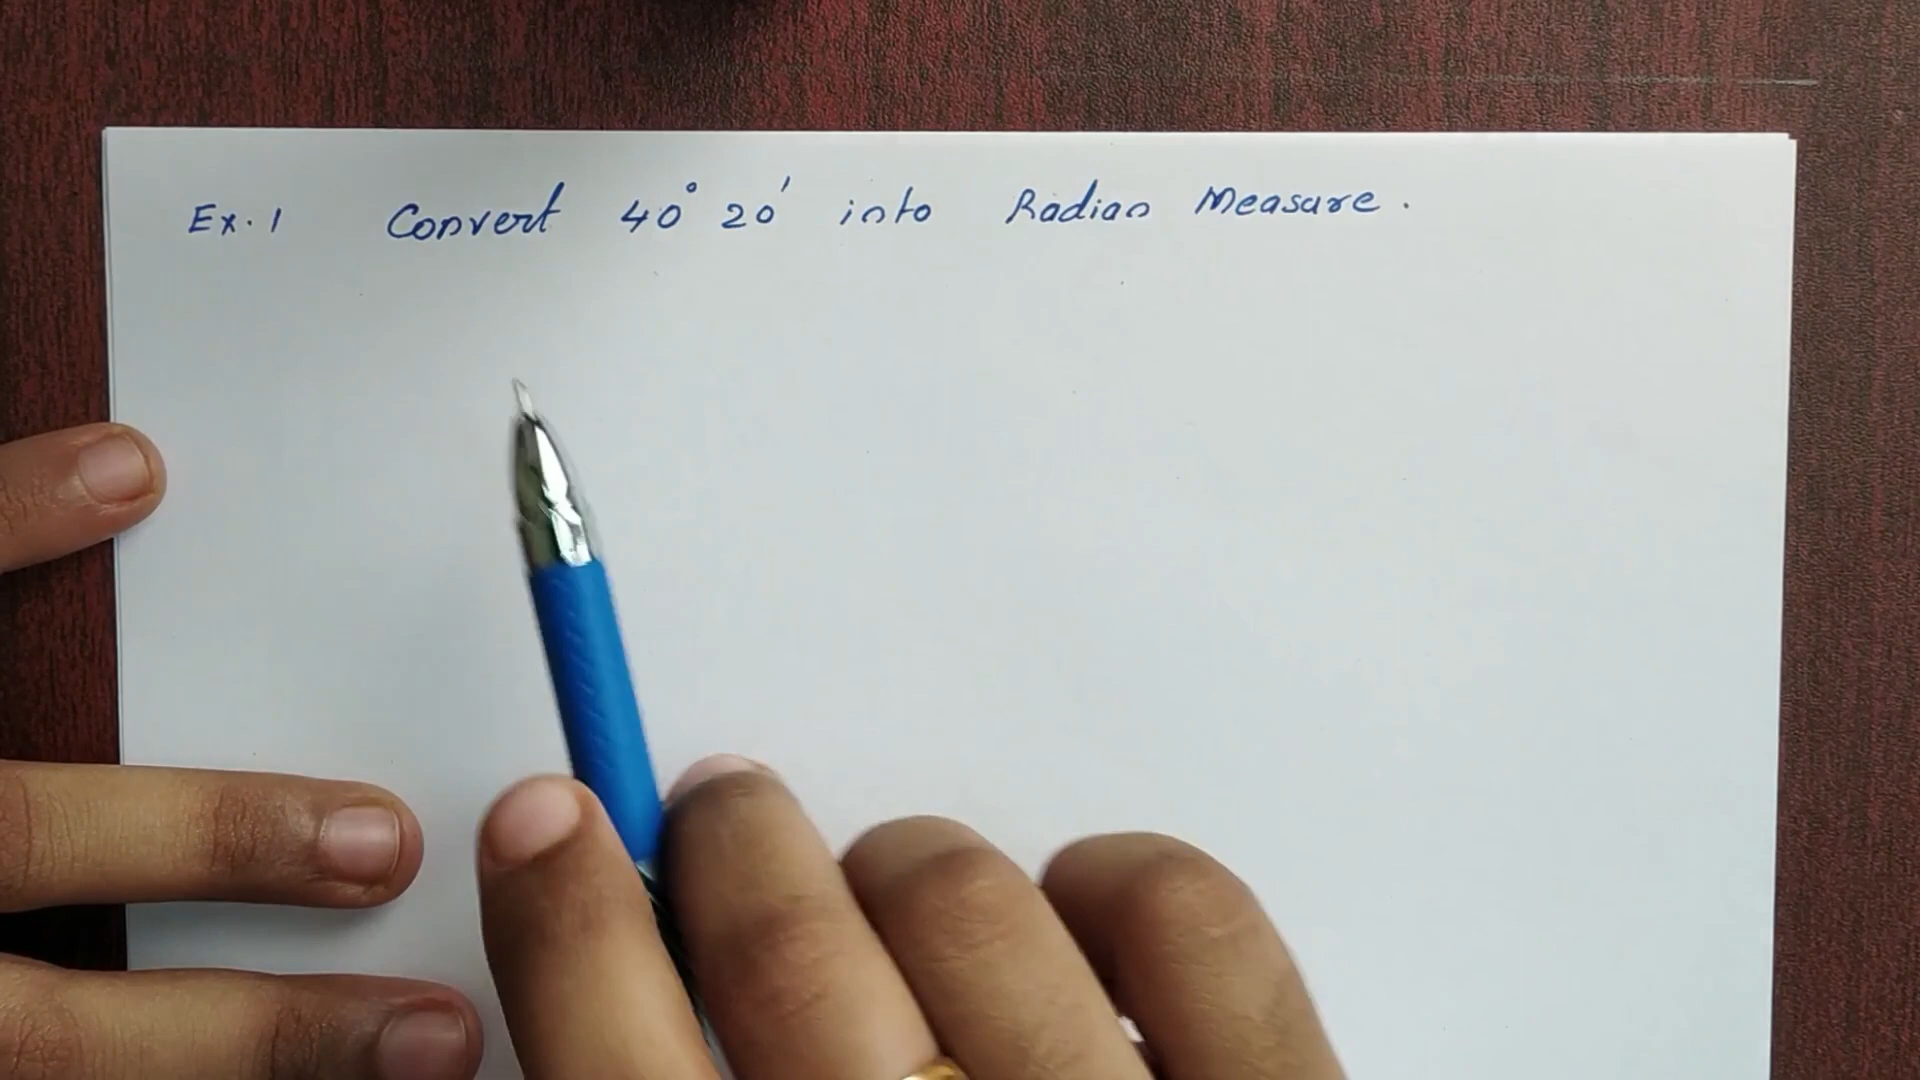 Ex. 1 Convert 40° 20' into Radian Measure.